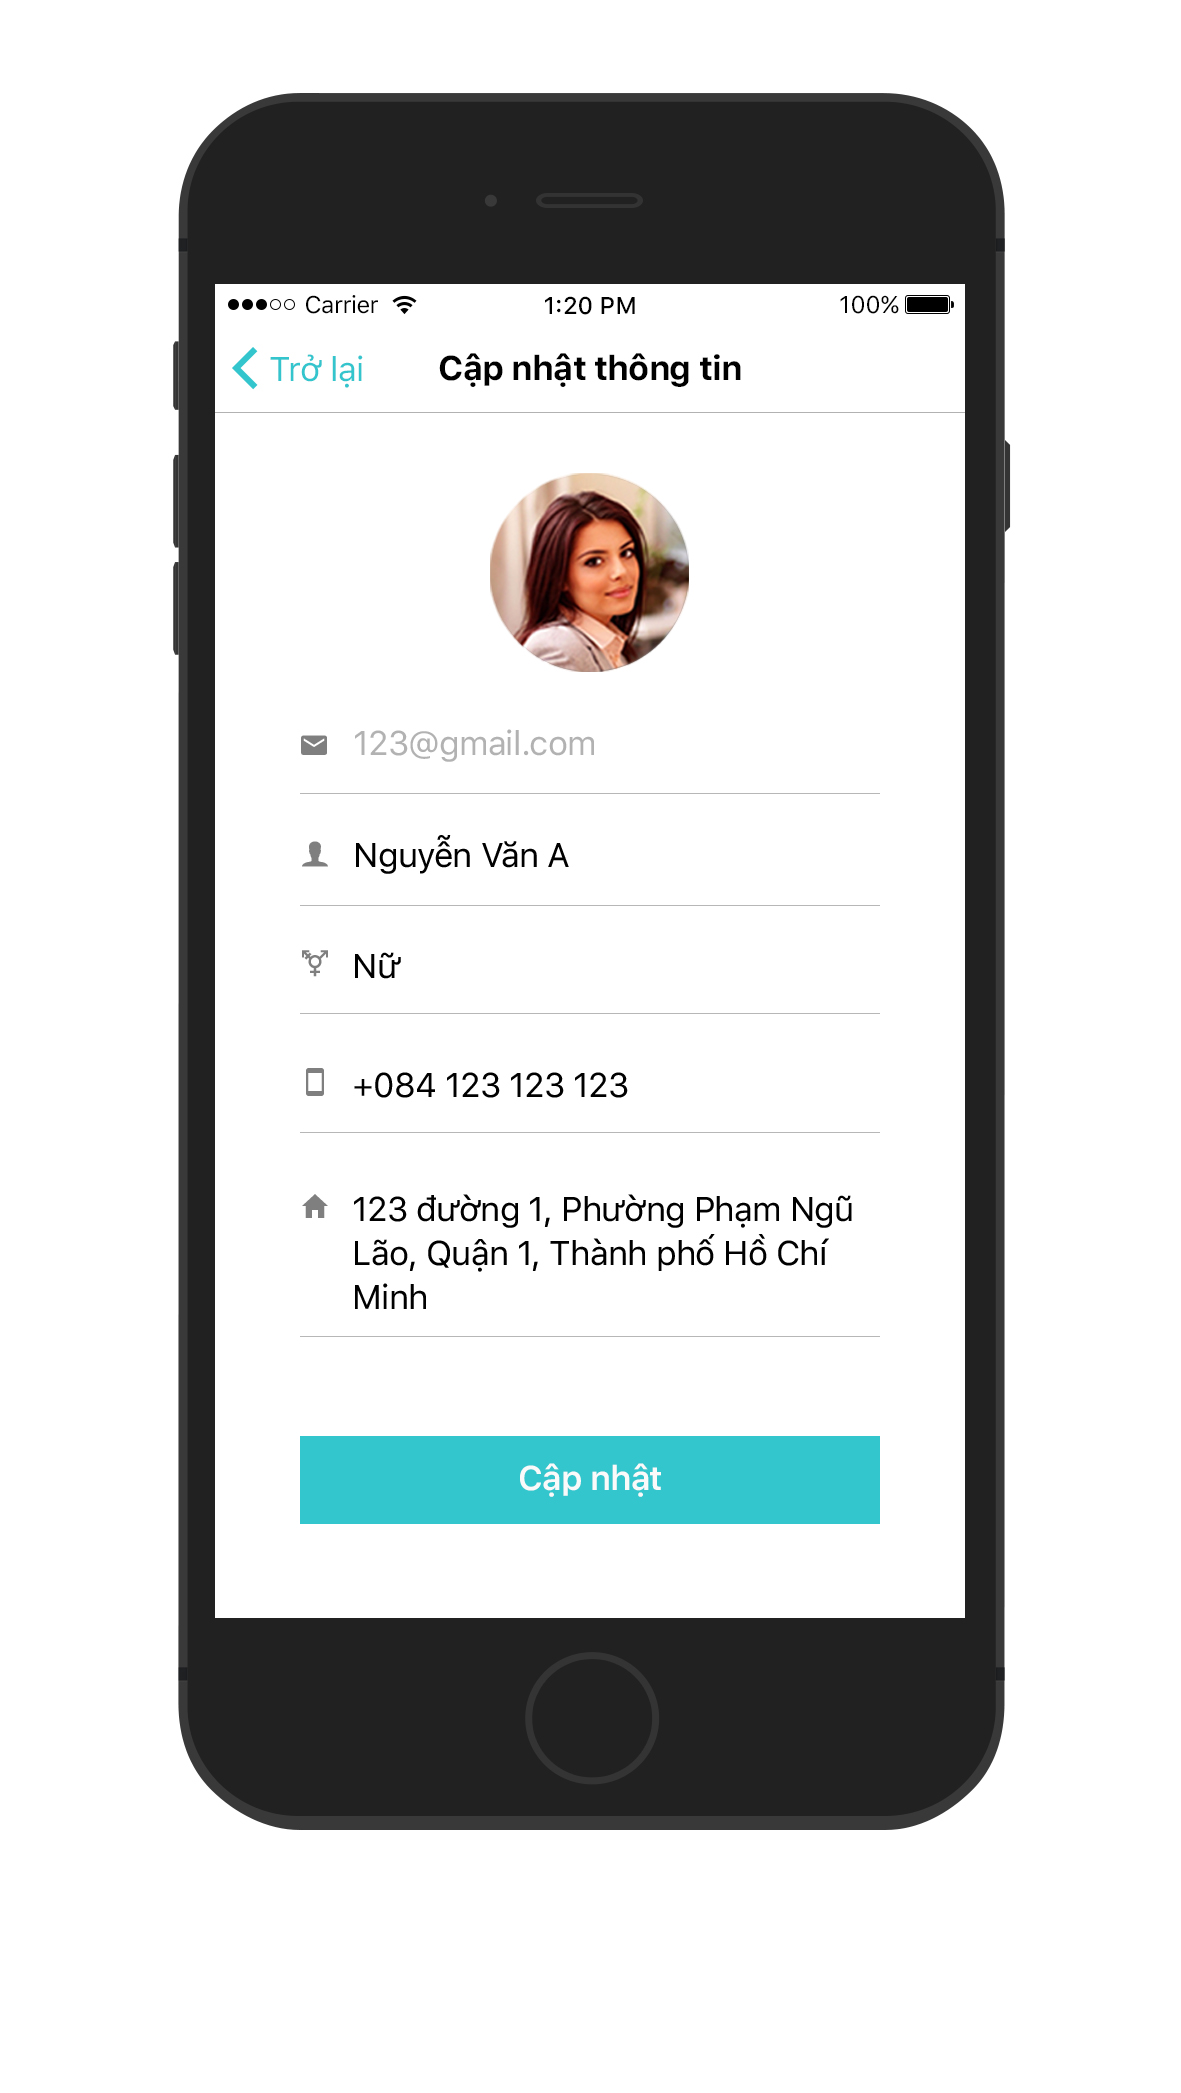 Carrier 1:20 PM 100%
Trở lại Cập nhật thông tin
123@gmail.com
Nguyễn Văn A
Nữ
+084 123 123 123
123 đường 1, Phường Phạm Ngũ
Lão, Quận 1, Thành phố Hồ Chí
Minh
Cập nhật